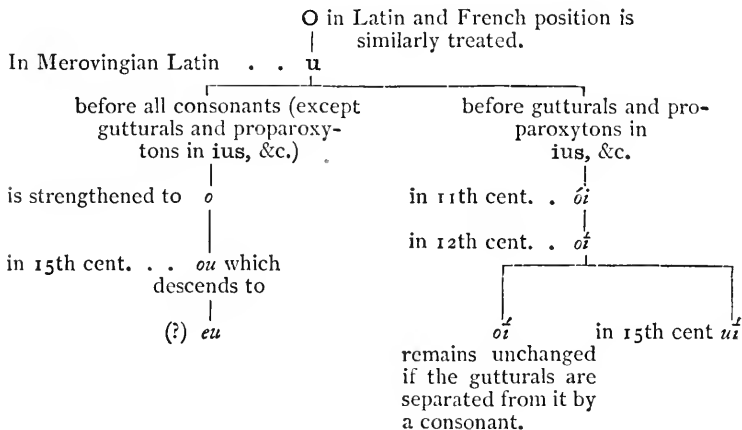 O in Latin and French position is
similarly treated.
In Merovingian Latin . . u
before all consonants (except
gutturals and proparoxy-
tons in ius, &c.)
before gutturals and pro-
paroxytons in
ius, &c.
is strengthened to o
in 11th cent. . ói
in 12th cent. . oí
in 15th cent. . . ou which
descends to
(?) eu
oí
remains unchanged
if the gutturals are
separated from it by
a consonant.
in 15th cent uí